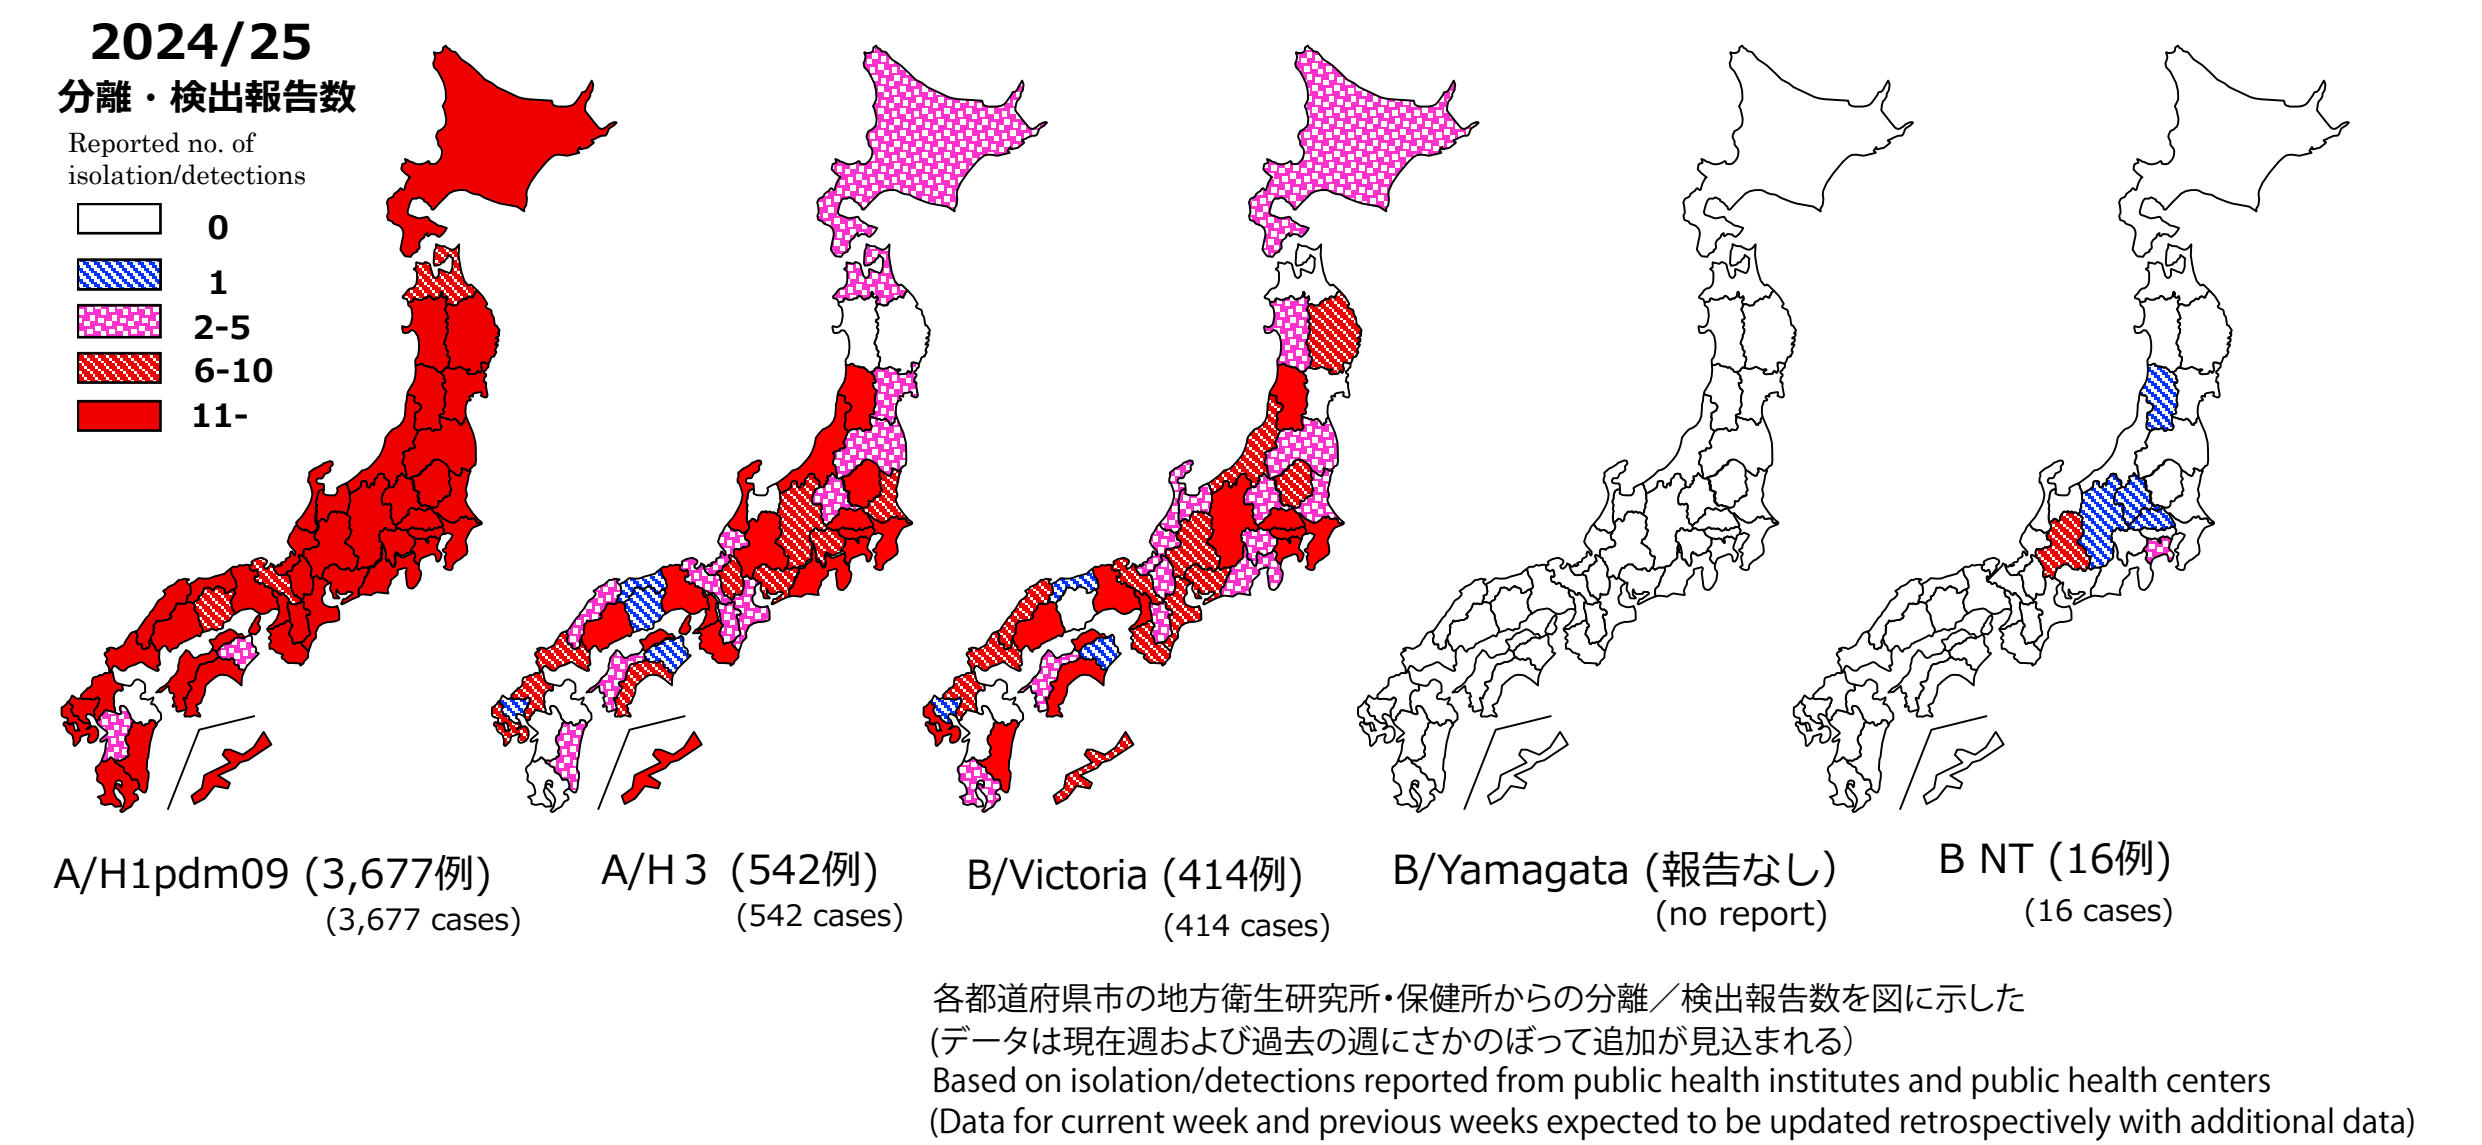 2024/25
分離・検出報告数
Reported no. of
isolation/detections
0
1
2-5
6-10
11-
A/H1pdm09 (3,677例)
(3,677 cases)
A/H３ (542例)
(542 cases)
B/Victoria (414例)
(414 cases)
B/Yamagata (報告なし)
(no report)
B NT (16例)
(16 cases)
各都道府県市の地方衛生研究所・保健所からの分離／検出報告数を図に示した
(データは現在週および過去の週にさかのぼって追加が見込まれる）
Based on isolation/detections reported from public health institutes and public health centers
(Data for current week and previous weeks expected to be updated retrospectively with additional data)